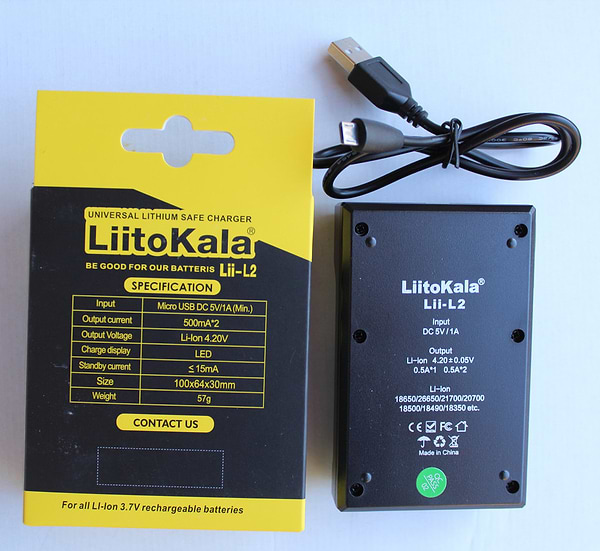 UNIVERSAL LITHIUM SAFE CHARGER
LiitoKala®
BE GOOD FOR OUR BATTERIS Lii-L2
SPECIFICATION
Input Micro USB DC 5V/1A (Min.)
Output current 500mA*2
Output Voltage Li-lon 4.20V
Charge display LED
Standby current ≤ 15mA
Size 100x64x30mm
Weight 57g
CONTACT US
For all LI-Ion 3.7V rechargeable batteries
LiitoKala®
Lii-L2
Input
DC 5V/1A
Output
Li-ion 4.20±0.05V
0.5A*1 0.5A*2
Li-ion
18650/26650/21700/20700
18500/18490/18350 etc.
CE FC
Made in China